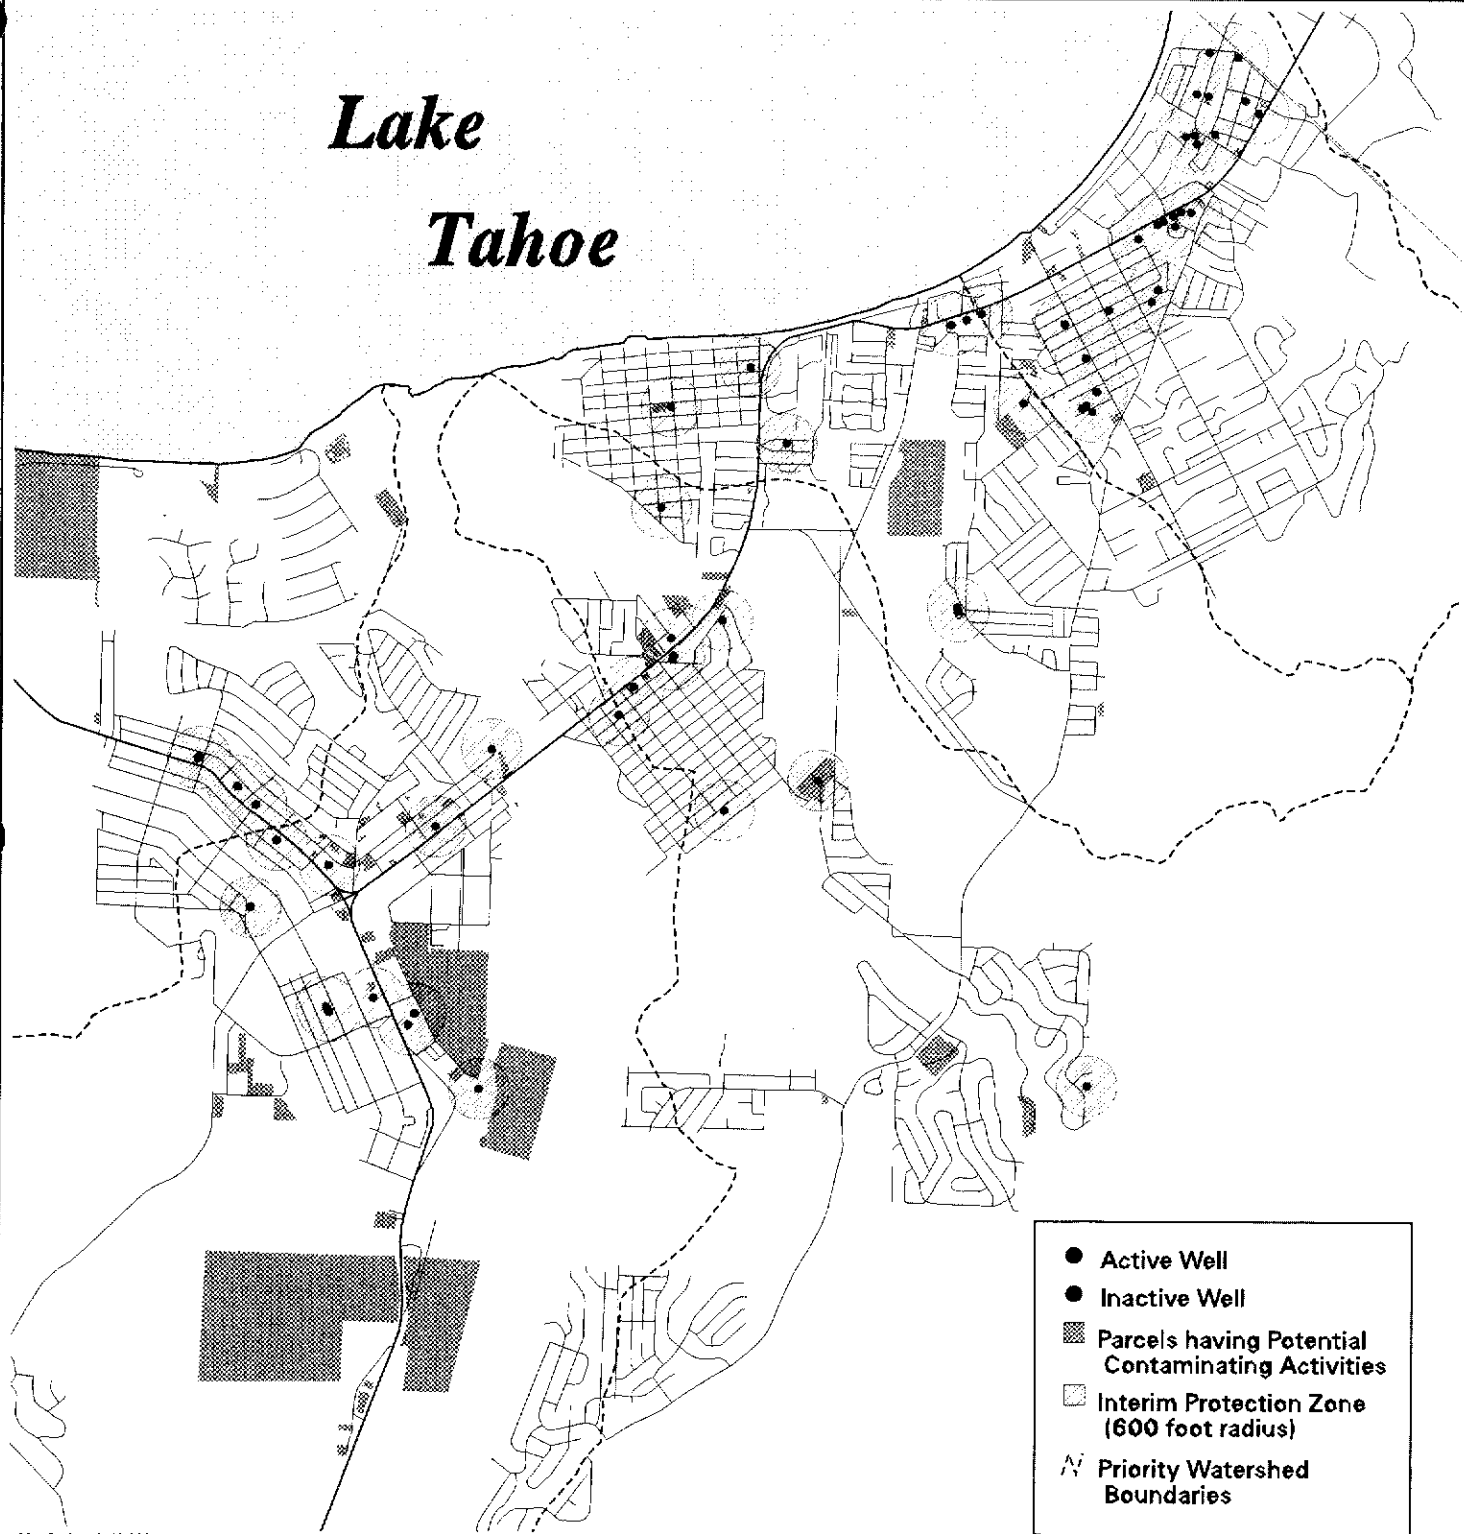 Lake
Tahoe
Active Well
Inactive Well
Parcels having Potential
Contaminating Activities
Interim Protection Zone
(600 foot radius)
Priority Watershed
Boundaries